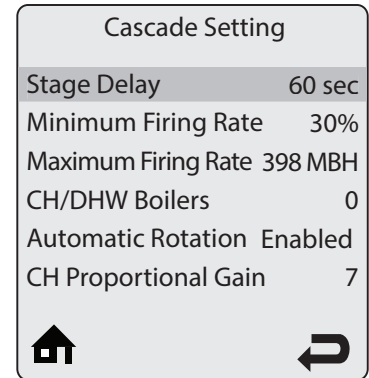 Cascade Setting
Stage Delay 60 sec
Minimum Firing Rate 30%
Maximum Firing Rate 398 MBH
CH/DHW Boilers 0
Automatic Rotation Enabled
CH Proportional Gain 7